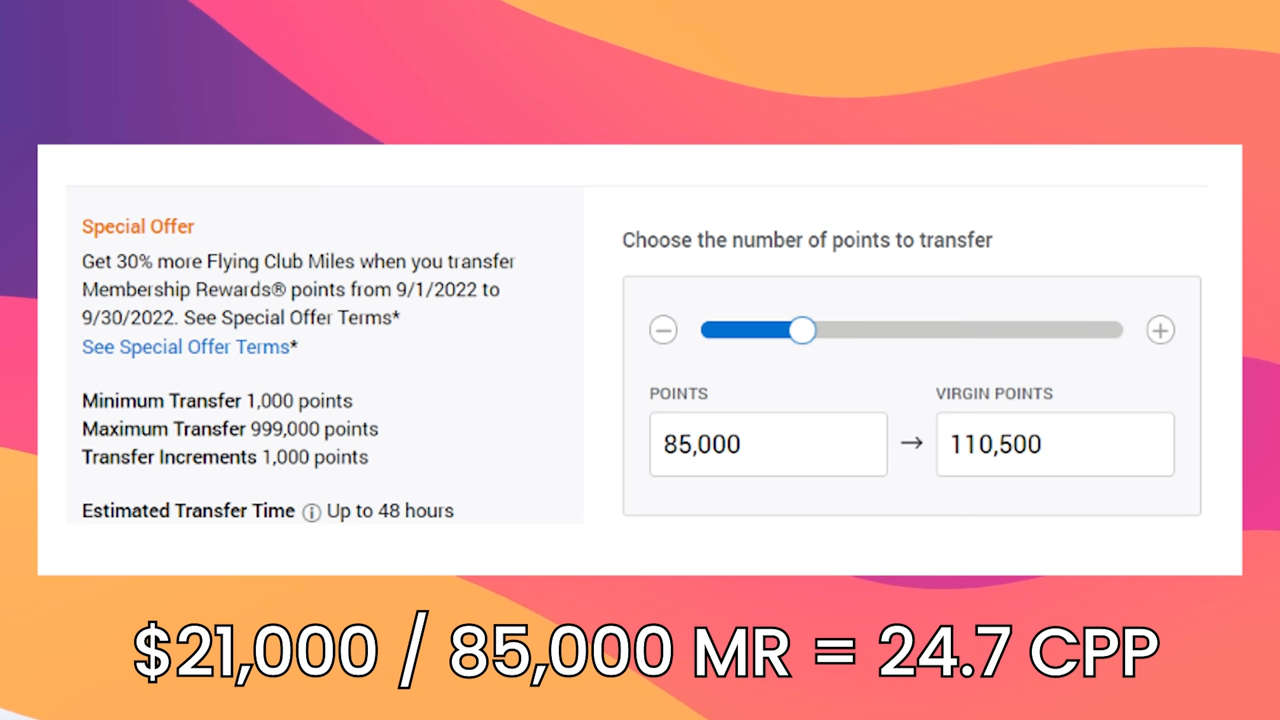 Special Offer
Get 30% more Flying Club Miles when you transfer
Membership Rewards® points from 9/1/2022 to
9/30/2022. See Special Offer Terms*
See Special Offer Terms*
Minimum Transfer 1,000 points
Maximum Transfer 999,000 points
Transfer Increments 1,000 points
Estimated Transfer Time ⓘ Up to 48 hours
Choose the number of points to transfer
POINTS
85,000
→
VIRGIN POINTS
110,500
$21,000 / 85,000 MR = 24.7 CPP